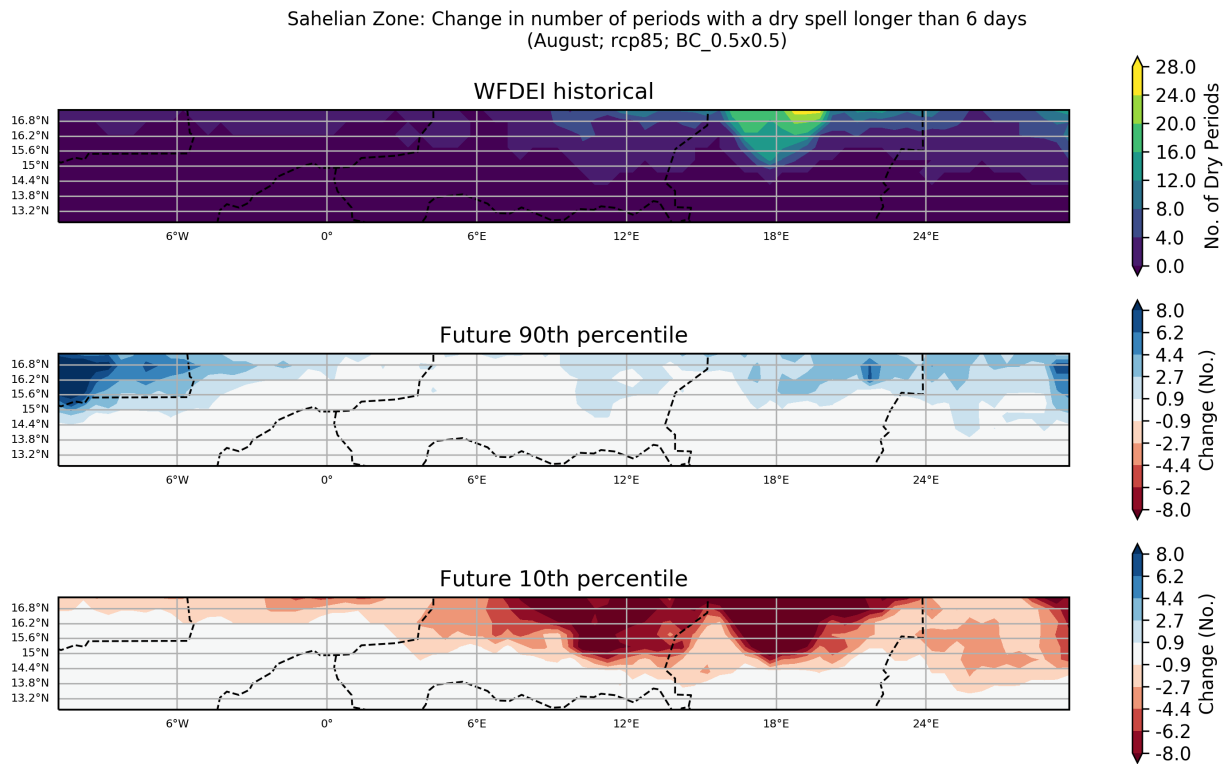 Sahelian Zone: Change in number of periods with a dry spell longer than 6 days
(August; rcp85; BC_0.5x0.5)
WFDEI historical
16.8°N
16.2°N
15.6°N
15°N
14.4°N
13.8°N
13.2°N
6°W 0° 6°E 12°E 18°E 24°E
28.0
24.0
20.0
16.0
12.0
8.0
4.0
0.0
No. of Dry Periods
Future 90th percentile
16.8°N
16.2°N
15.6°N
15°N
14.4°N
13.8°N
13.2°N
6°W 0° 6°E 12°E 18°E 24°E
8.0
6.2
4.4
2.7
0.9
-0.9
-2.7
-4.4
-6.2
-8.0
Change (No.)
Future 10th percentile
16.8°N
16.2°N
15.6°N
15°N
14.4°N
13.8°N
13.2°N
6°W 0° 6°E 12°E 18°E 24°E
8.0
6.2
4.4
2.7
0.9
-0.9
-2.7
-4.4
-6.2
-8.0
Change (No.)